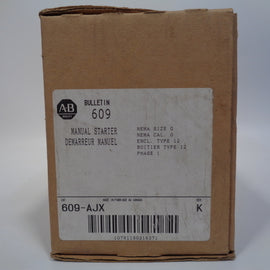 AB
BULLETIN
609
MANUAL STARTER
DEMARREUR MANUEL
NEMA SIZE 0
NEMA CAL. 0
ENCL. TYPE 12
BOITIER TYPE 12
PHASE 1
CAT
609-AJX
K